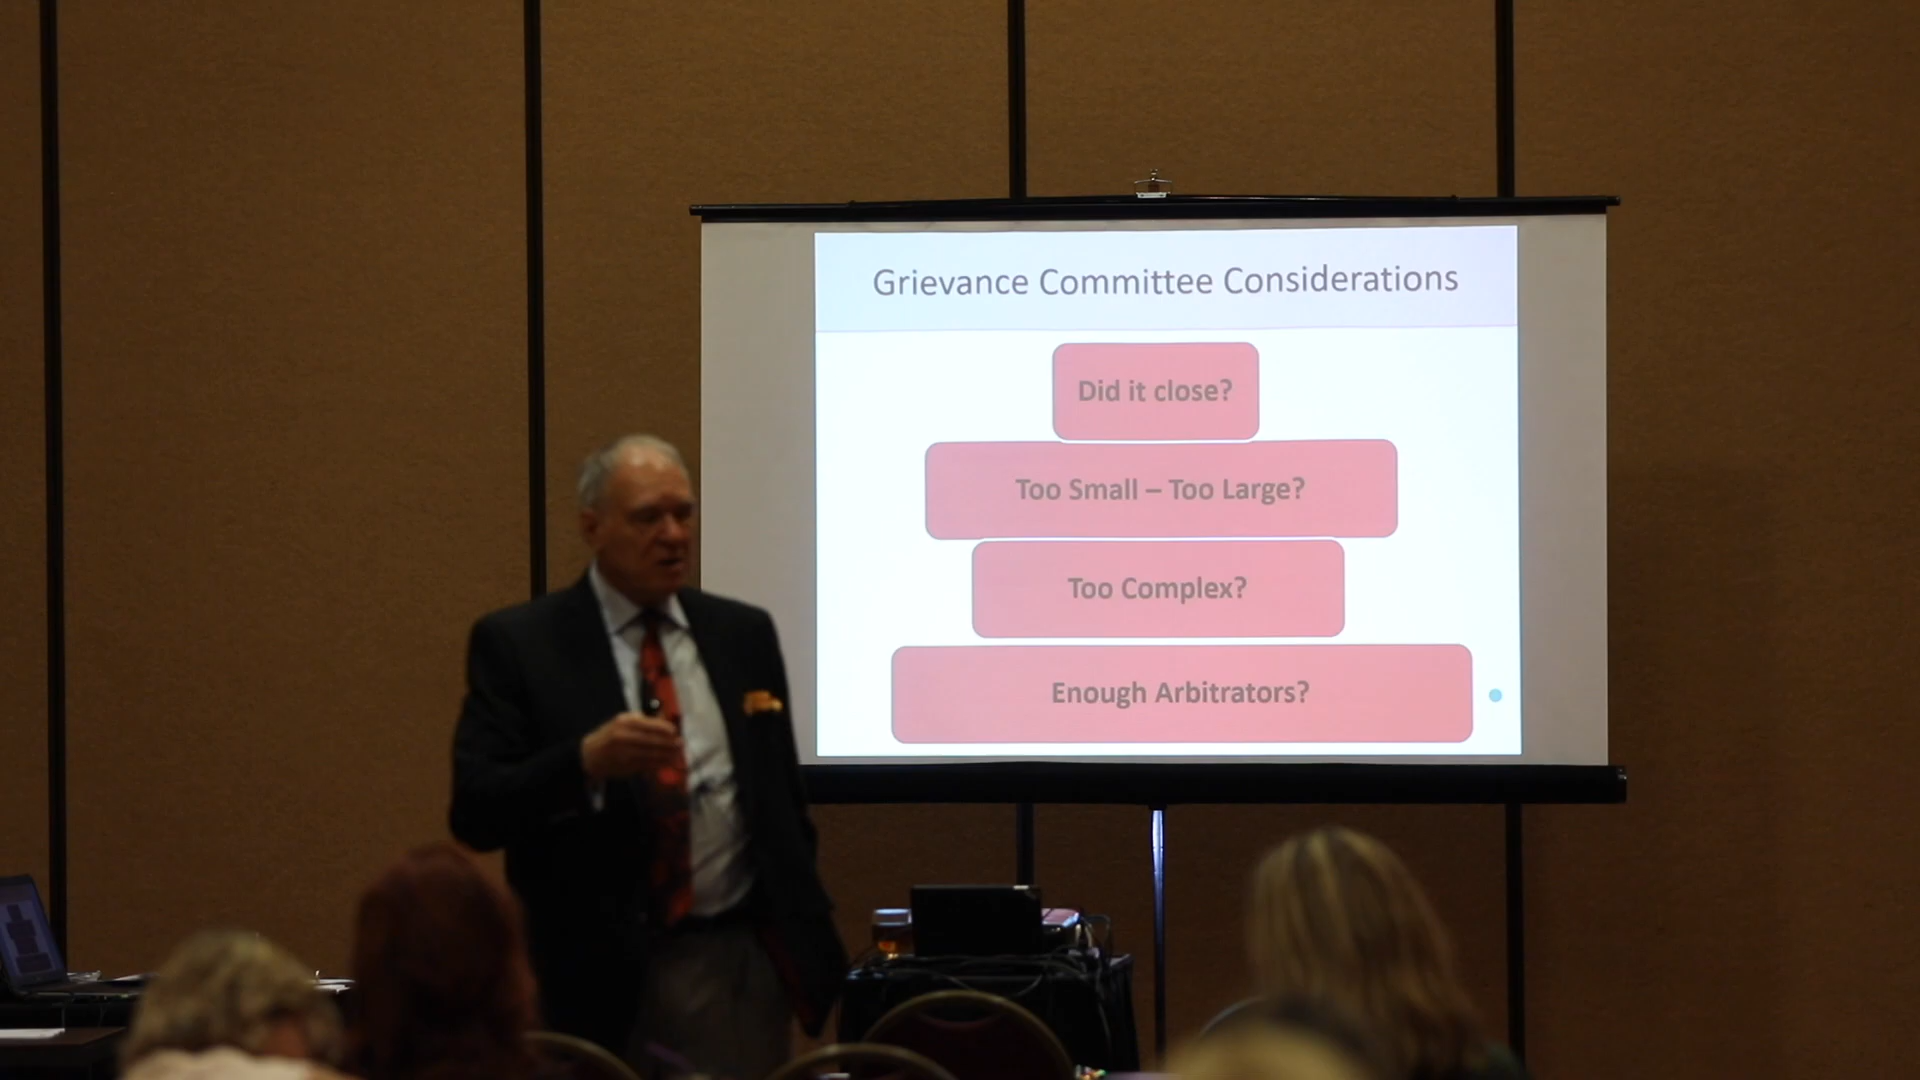 Grievance Committee Considerations
Did it close?
Too Small – Too Large?
Too Complex?
Enough Arbitrators?